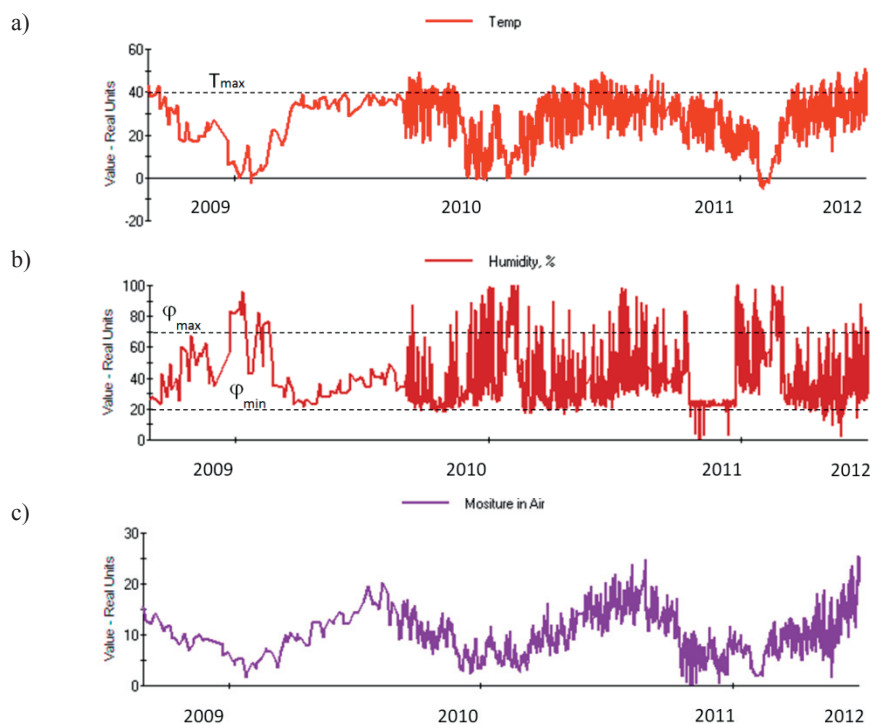 a)
Temp
Value - Real Units
60
40
20
0
-20
Tmax
2009
2010
2011
2012
b)
Humidity, %
Value - Real Units
100
80
60
40
20
0
φmax
φmin
2009
2010
2011
2012
c)
Mositure in Air
Value - Real Units
30
20
10
0
2009
2010
2011
2012